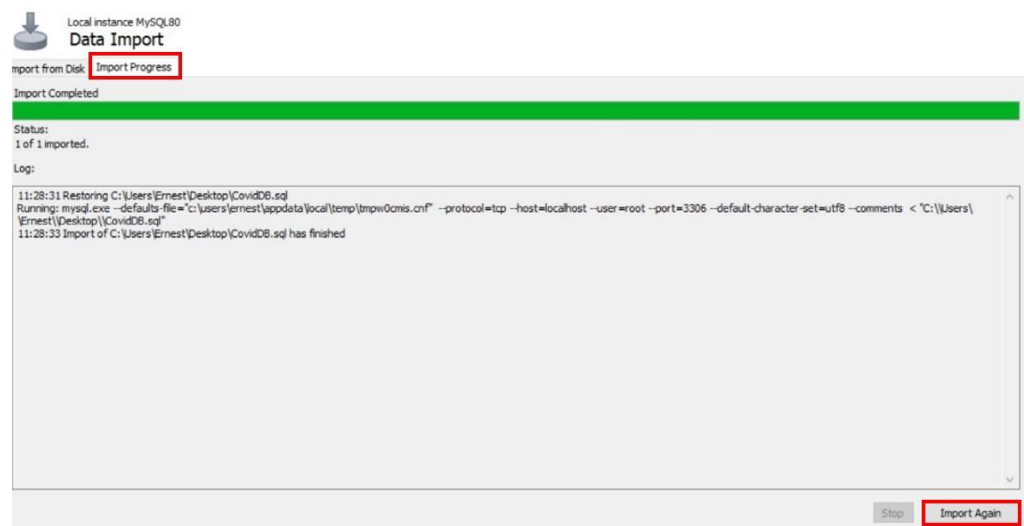 Local instance MySQL80
Data Import
mport from Disk
Import Progress
Import Completed
Status:
1 of 1 imported.
Log:
11:28:31 Restoring C:\Users\Ernest\Desktop\CovidDB.sql
Running: mysql.exe --defaults-file="c:\users\ernest\appdata\local\temp\tmpw0cmis.cnf" --protocol=tcp --host=localhost --user=root --port=3306 --default-character-set=utf8 --comments < "C:\\Users\
\Ernest\\Desktop\\CovidDB.sql"
11:28:33 Import of C:\Users\Ernest\Desktop\CovidDB.sql has finished
Stop
Import Again